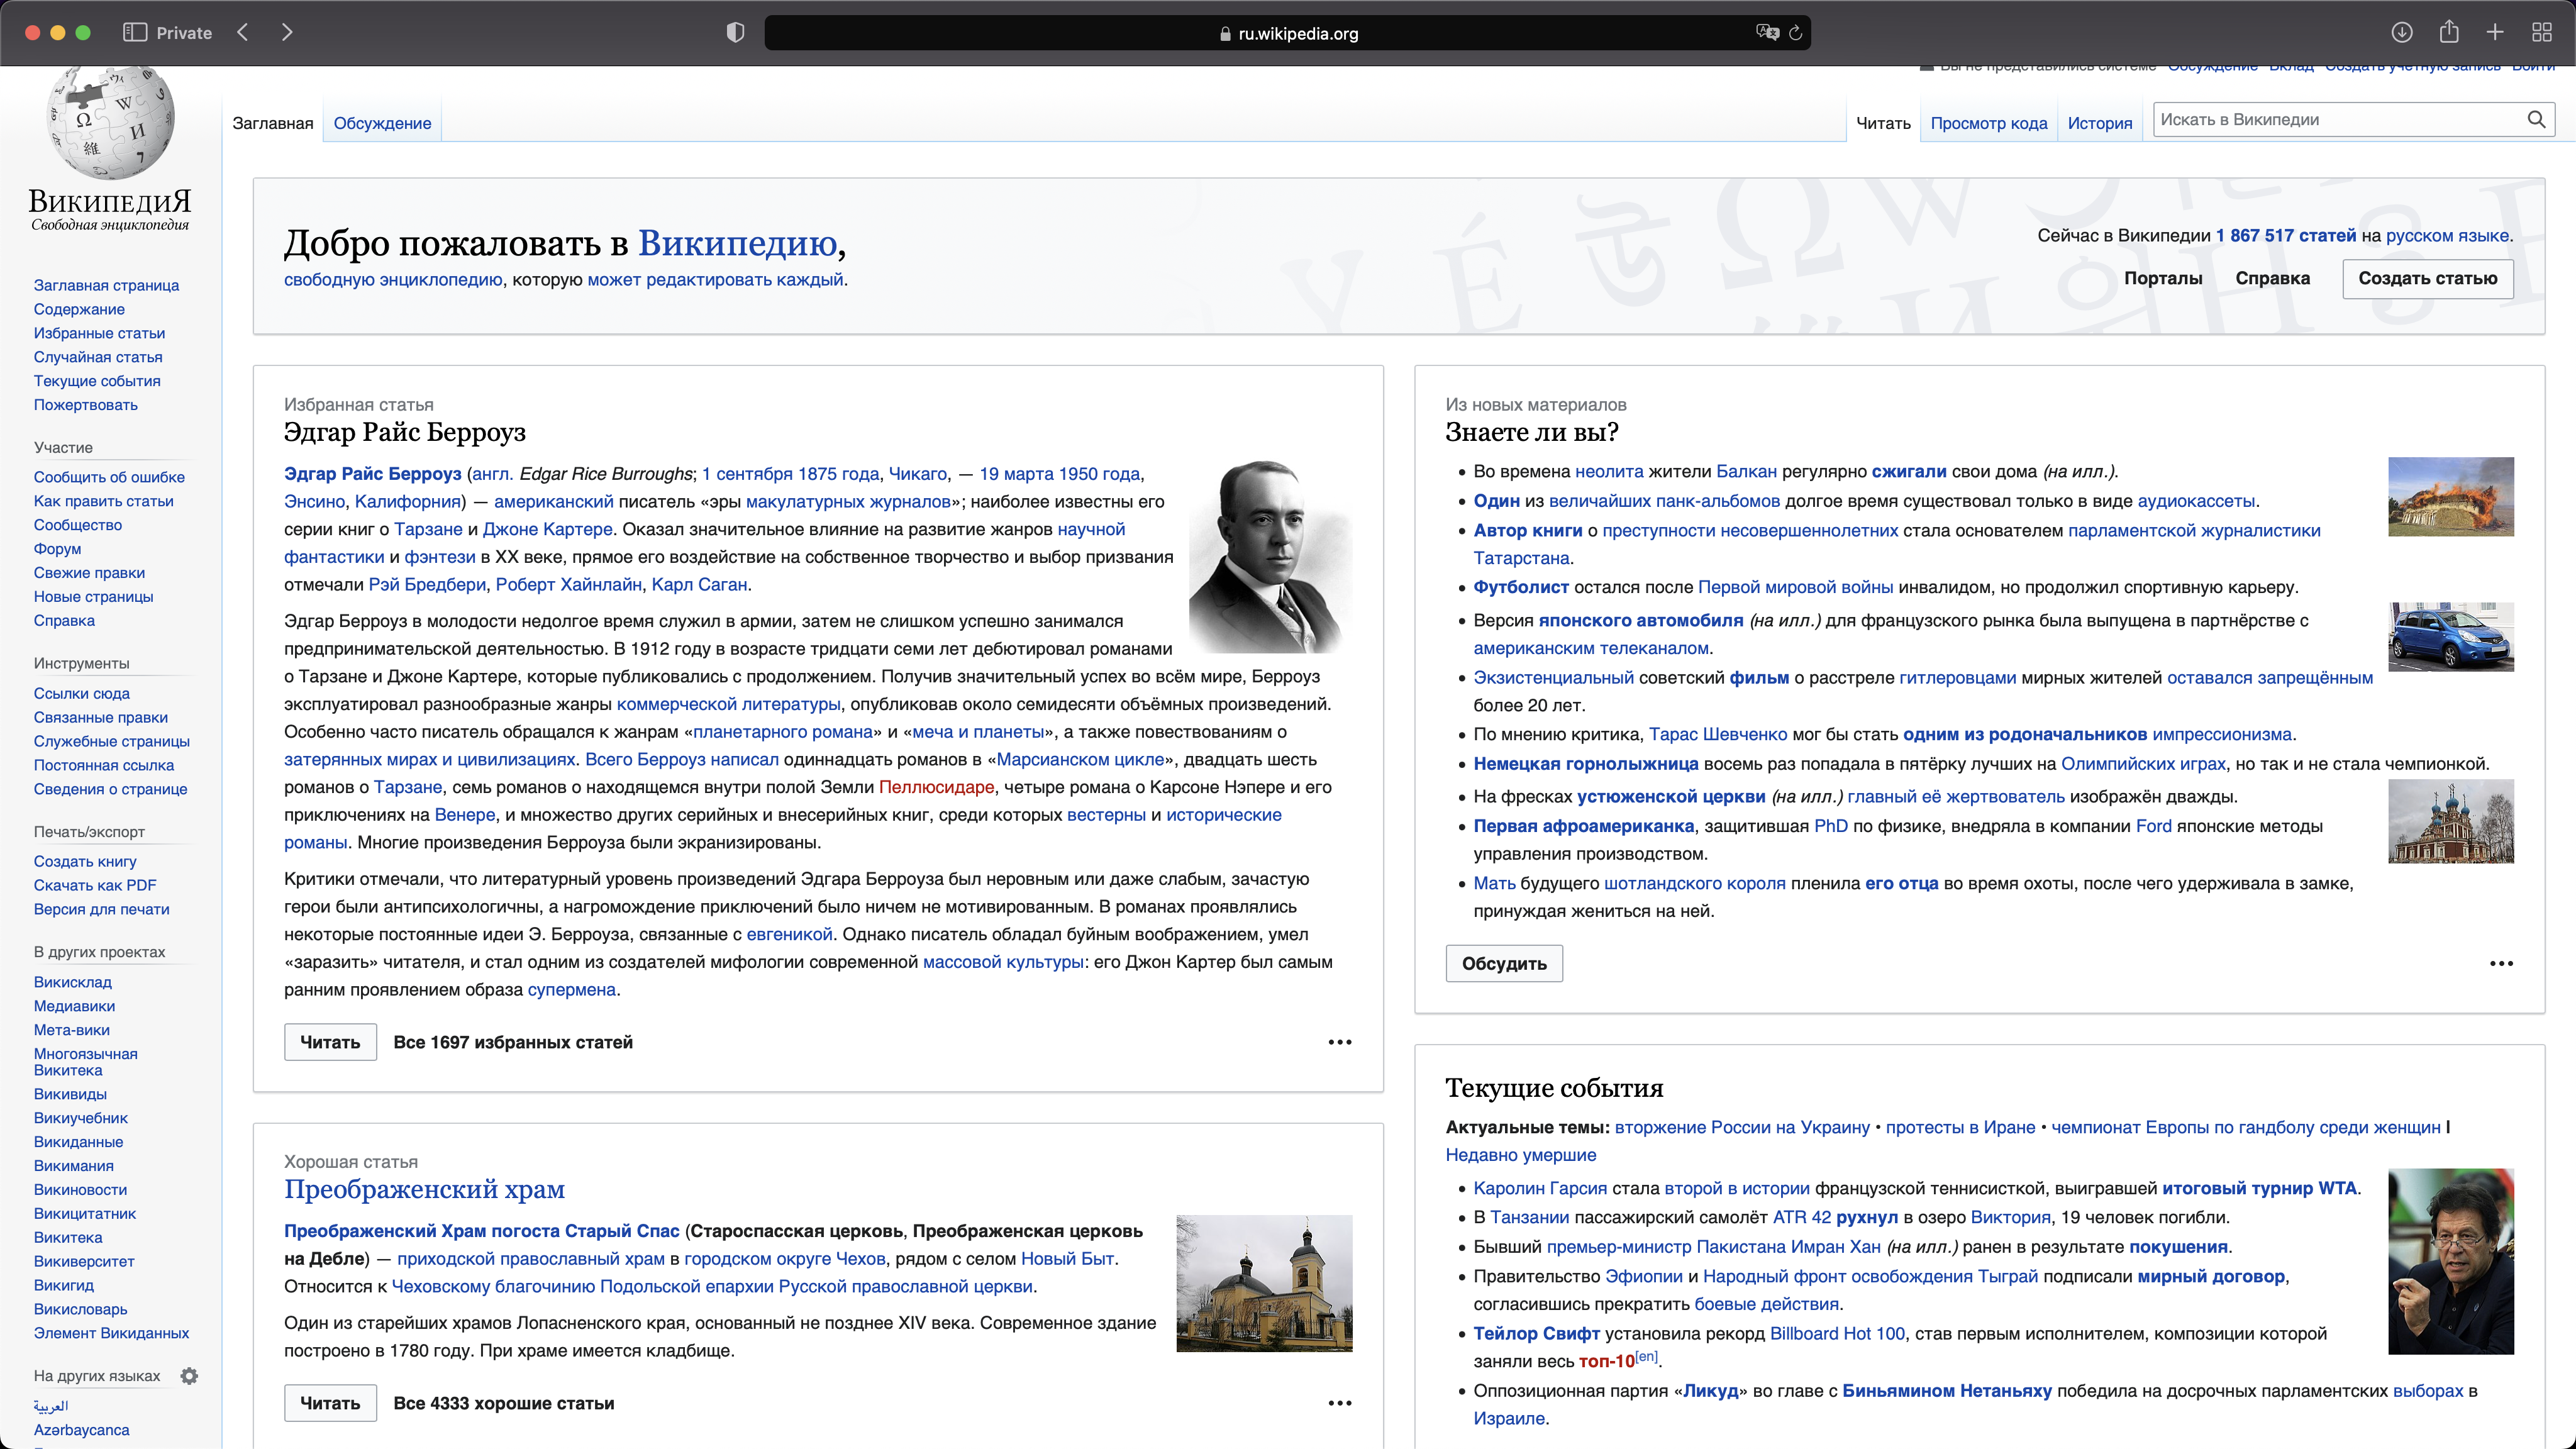 Private
ru.wikipedia.org
Вы не представились системе Обсуждение Вклад Создать учётную запись Войти
ВикипедиЯ
Свободная энциклопедия
Заглавная Обсуждение
Читать Просмотр кода История Искать в Википедии
Заглавная страница
Содержание
Избранные статьи
Случайная статья
Текущие события
Пожертвовать
Участие
Сообщить об ошибке
Как править статьи
Сообщество
Форум
Свежие правки
Новые страницы
Справка
Инструменты
Ссылки сюда
Связанные правки
Служебные страницы
Постоянная ссылка
Сведения о странице
Печать/экспорт
Создать книгу
Скачать как PDF
Версия для печати
В других проектах
Викисклад
Медиавики
Мета-вики
Многоязычная
Викитека
Викивиды
Викиучебник
Викиданные
Викимания
Викиновости
Викицитатник
Викитека
Викиверситет
Викигид
Викисловарь
Элемент Викиданных
На других языках
العربية
Azərbaycanca
Добро пожаловать в Википедию,
свободную энциклопедию, которую может редактировать каждый.
Сейчас в Википедии 1 867 517 статей на русском языке.
Порталы Справка Создать статью
Избранная статья
Эдгар Райс Берроуз
Эдгар Райс Берроуз (англ. Edgar Rice Burroughs; 1 сентября 1875 года, Чикаго, — 19 марта 1950 года,
Энсино, Калифорния) — американский писатель «эры макулатурных журналов»; наиболее известны его
серии книг о Тарзане и Джоне Картере. Оказал значительное влияние на развитие жанров научной
фантастики и фэнтези в XX веке, прямое его воздействие на собственное творчество и выбор призвания
отмечали Рэй Бредбери, Роберт Хайнлайн, Карл Саган.
Эдгар Берроуз в молодости недолгое время служил в армии, затем не слишком успешно занимался
предпринимательской деятельностью. В 1912 году в возрасте тридцати семи лет дебютировал романами
о Тарзане и Джоне Картере, которые публиковались с продолжением. Получив значительный успех во всём мире, Берроуз
эксплуатировал разнообразные жанры коммерческой литературы, опубликовав около семидесяти объёмных произведений.
Особенно часто писатель обращался к жанрам «планетарного романа» и «меча и планеты», а также повествованиям о
затерянных мирах и цивилизациях. Всего Берроуз написал одиннадцать романов в «Марсианском цикле», двадцать шесть
романов о Тарзане, семь романов о находящемся внутри полой Земли Пеллюсидаре, четыре романа о Карсоне Нэпере и его
приключениях на Венере, и множество других серийных и внесерийных книг, среди которых вестерны и исторические
романы. Многие произведения Берроуза были экранизированы.
Критики отмечали, что литературный уровень произведений Эдгара Берроуза был неровным или даже слабым, зачастую
герои были антипсихологичны, а нагромождение приключений было ничем не мотивированным. В романах проявлялись
некоторые постоянные идеи Э. Берроуза, связанные с евгеникой. Однако писатель обладал буйным воображением, умел
«заразить» читателя, и стал одним из создателей мифологии современной массовой культуры: его Джон Картер был самым
ранним проявлением образа супермена.
Читать Все 1697 избранных статей
Хорошая статья
Преображенский храм
Преображенский Храм погоста Старый Спас (Староспасская церковь, Преображенская церковь
на Дебле) — приходской православный храм в городском округе Чехов, рядом с селом Новый Быт.
Относится к Чеховскому благочинию Подольской епархии Русской православной церкви.
Один из старейших храмов Лопасненского края, основанный не позднее XIV века. Современное здание
построено в 1780 году. При храме имеется кладбище.
Читать Все 4333 хорошие статьи
Из новых материалов
Знаете ли вы?
Во времена неолита жители Балкан регулярно сжигали свои дома (на илл.).
Один из величайших панк-альбомов долгое время существовал только в виде аудиокассеты.
Автор книги о преступности несовершеннолетних стала основателем парламентской журналистики
Татарстана.
Футболист остался после Первой мировой войны инвалидом, но продолжил спортивную карьеру.
Версия японского автомобиля (на илл.) для французского рынка была выпущена в партнёрстве с
американским телеканалом.
Экзистенциальный советский фильм о расстреле гитлеровцами мирных жителей оставался запрещённым
более 20 лет.
По мнению критика, Тарас Шевченко мог бы стать одним из родоначальников импрессионизма.
Немецкая горнолыжница восемь раз попадала в пятёрку лучших на Олимпийских играх, но так и не стала чемпионкой.
На фресках устюженской церкви (на илл.) главный её жертвователь изображён дважды.
Первая афроамериканка, защитившая PhD по физике, внедряла в компании Ford японские методы
управления производством.
Мать будущего шотландского короля пленила его отца во время охоты, после чего удерживала в замке,
принуждая жениться на ней.
Обсудить
Текущие события
Актуальные темы: вторжение России на Украину • протесты в Иране • чемпионат Европы по гандболу среди женщин |
Недавно умершие
Каролин Гарсия стала второй в истории французской теннисисткой, выигравшей итоговый турнир WTA.
В Танзании пассажирский самолёт ATR 42 рухнул в озеро Виктория, 19 человек погибли.
Бывший премьер-министр Пакистана Имран Хан (на илл.) ранен в результате покушения.
Правительство Эфиопии и Народный фронт освобождения Тыграй подписали мирный договор,
согласившись прекратить боевые действия.
Тейлор Свифт установила рекорд Billboard Hot 100, став первым исполнителем, композиции которой
заняли весь топ-10[en].
Оппозиционная партия «Ликуд» во главе с Биньямином Нетаньяху победила на досрочных парламентских выборах в
Израиле.